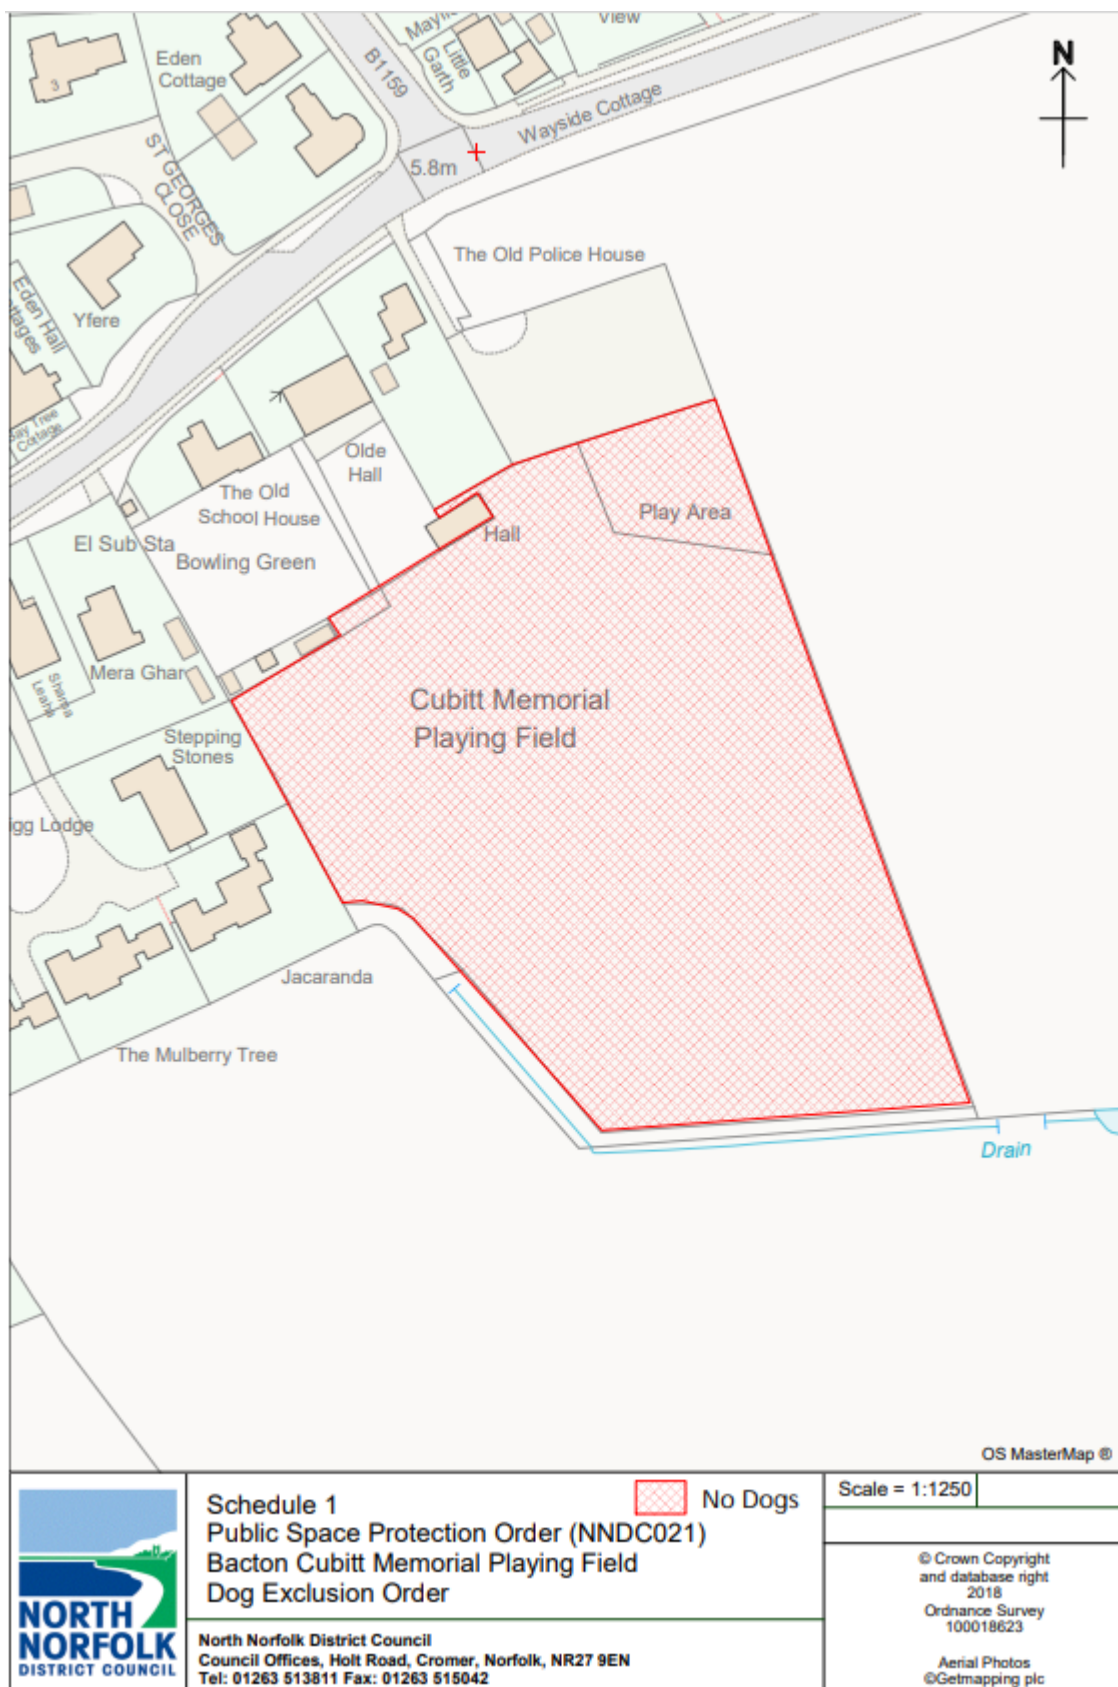 View
Little
Garth
Eden
Cottage
3
B1159
N
Wayside Cottage
5.8m
ST GEORGES
CLOSE
The Old Police House
Eden Hall
Yfere
Cottage
Olde
Hall
The Old
School House
Play Area
Hall
El Sub Sta
Bowling Green
Mera Ghar
Cubitt Memorial
Playing Field
Stepping
Stones
igg Lodge
Jacaranda
The Mulberry Tree
Drain
OS MasterMap ®
Schedule 1
No Dogs
Public Space Protection Order (NNDC021)
Bacton Cubitt Memorial Playing Field
Dog Exclusion Order
Scale = 1:1250
© Crown Copyright
and database right
2018
Ordnance Survey
100018623
Aerial Photos
©Getmapping plc
NORTH
NORFOLK
DISTRICT COUNCIL
North Norfolk District Council
Council Offices, Holt Road, Cromer, Norfolk, NR27 9EN
Tel: 01263 513811 Fax: 01263 515042